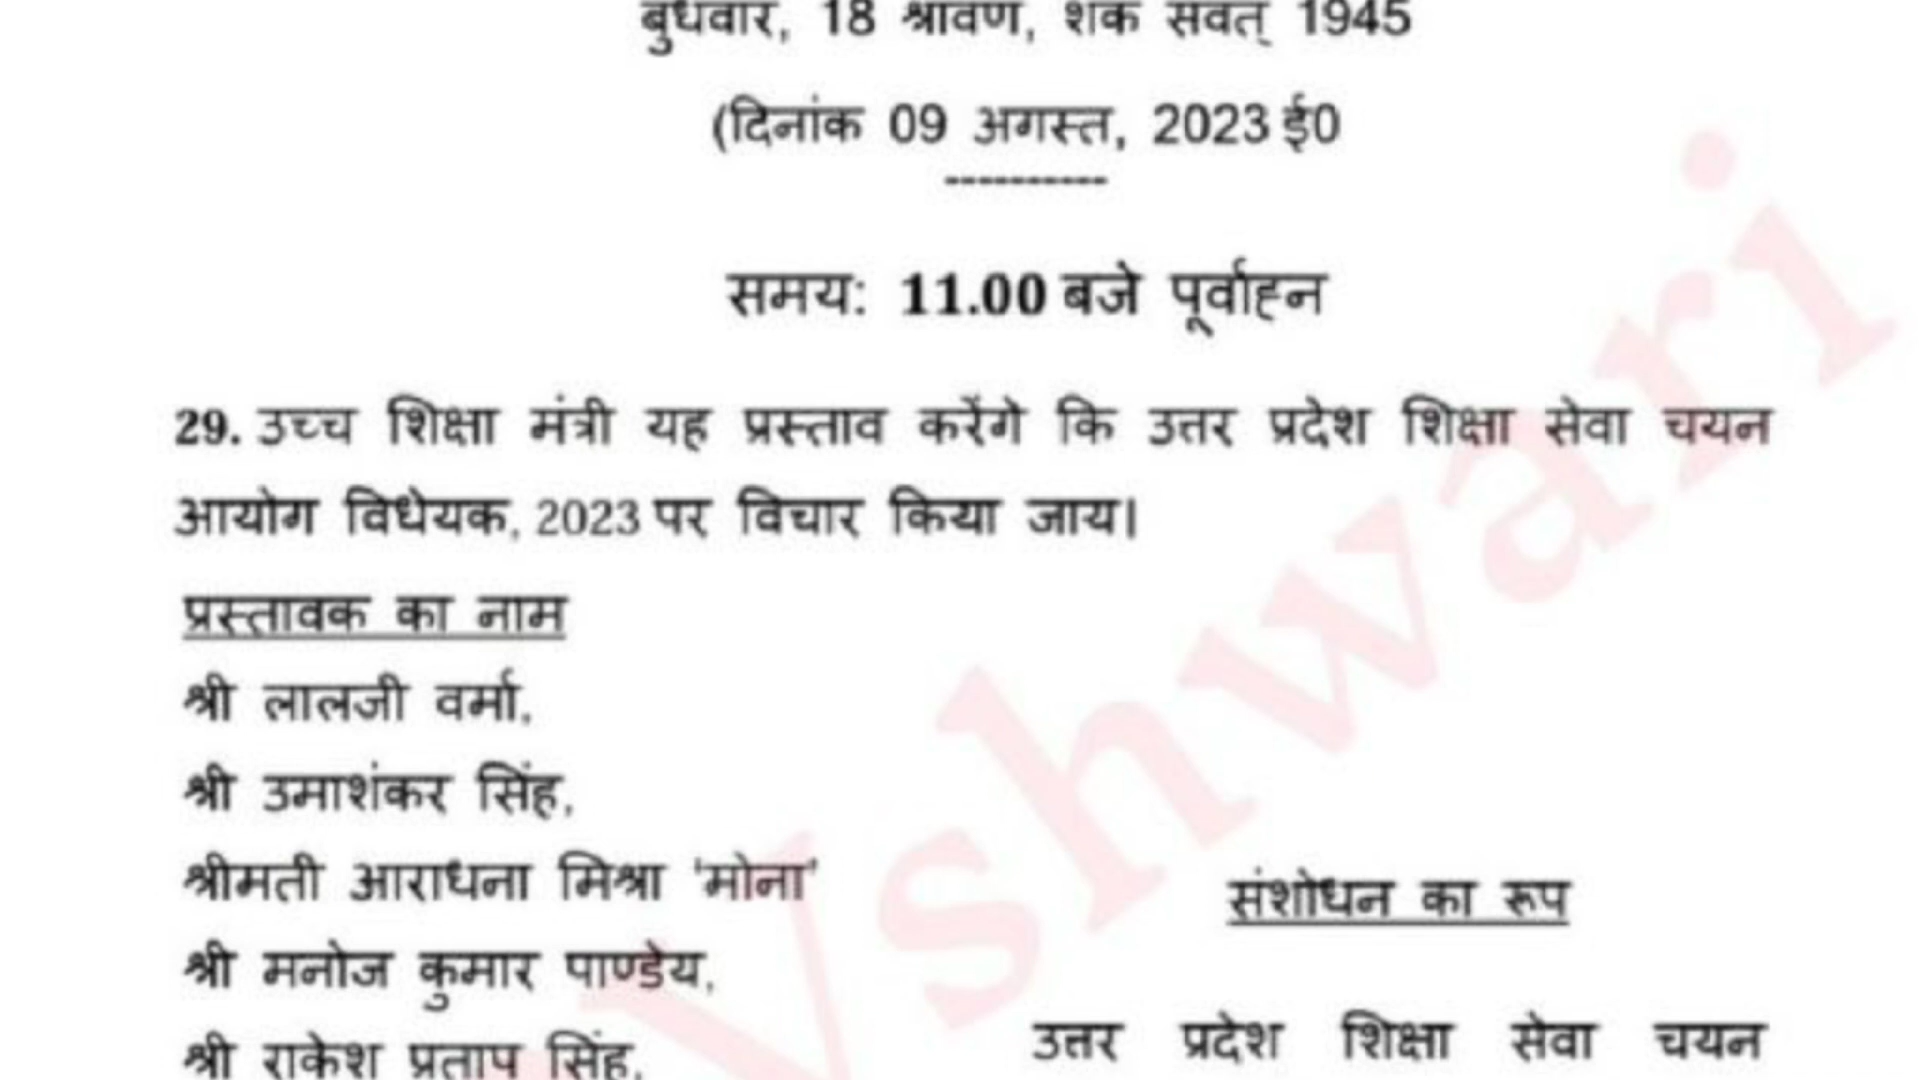 बुधवार, 18 श्रावण, शक संवत् 1945
(दिनांक 09 अगस्त, 2023 ई0
----------
समय: 11.00 बजे पूर्वाह्न
29. उच्च शिक्षा मंत्री यह प्रस्ताव करेंगे कि उत्तर प्रदेश शिक्षा सेवा चयन
आयोग विधेयक, 2023 पर विचार किया जाय।
प्रस्तावक का नाम
श्री लालजी वर्मा,
श्री उमाशंकर सिंह,
श्रीमती आराधना मिश्रा 'मोना'
संशोधन का रूप
श्री मनोज कुमार पाण्डेय,
श्री राकेश प्रताप सिंह,
उत्तर प्रदेश शिक्षा सेवा चयन
Vshwari